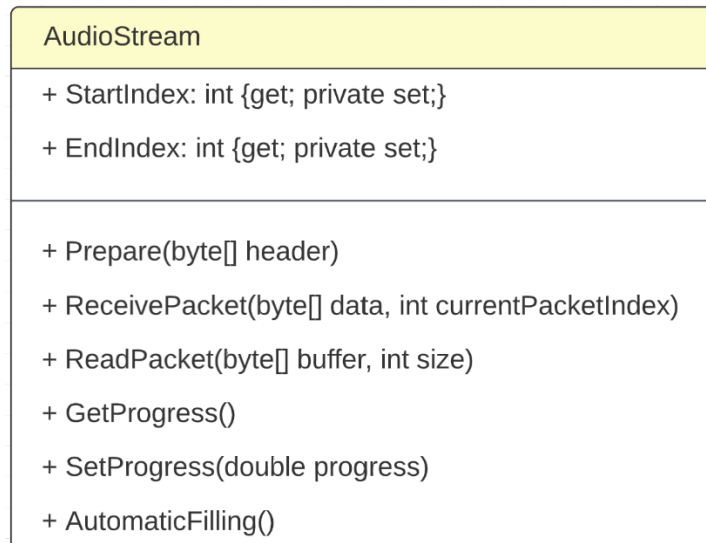 AudioStream
+ StartIndex: int {get; private set;}
+ EndIndex: int {get; private set;}
+ Prepare(byte[] header)
+ ReceivePacket(byte[] data, int currentPacketIndex)
+ ReadPacket(byte[] buffer, int size)
+ GetProgress()
+ SetProgress(double progress)
+ AutomaticFilling()